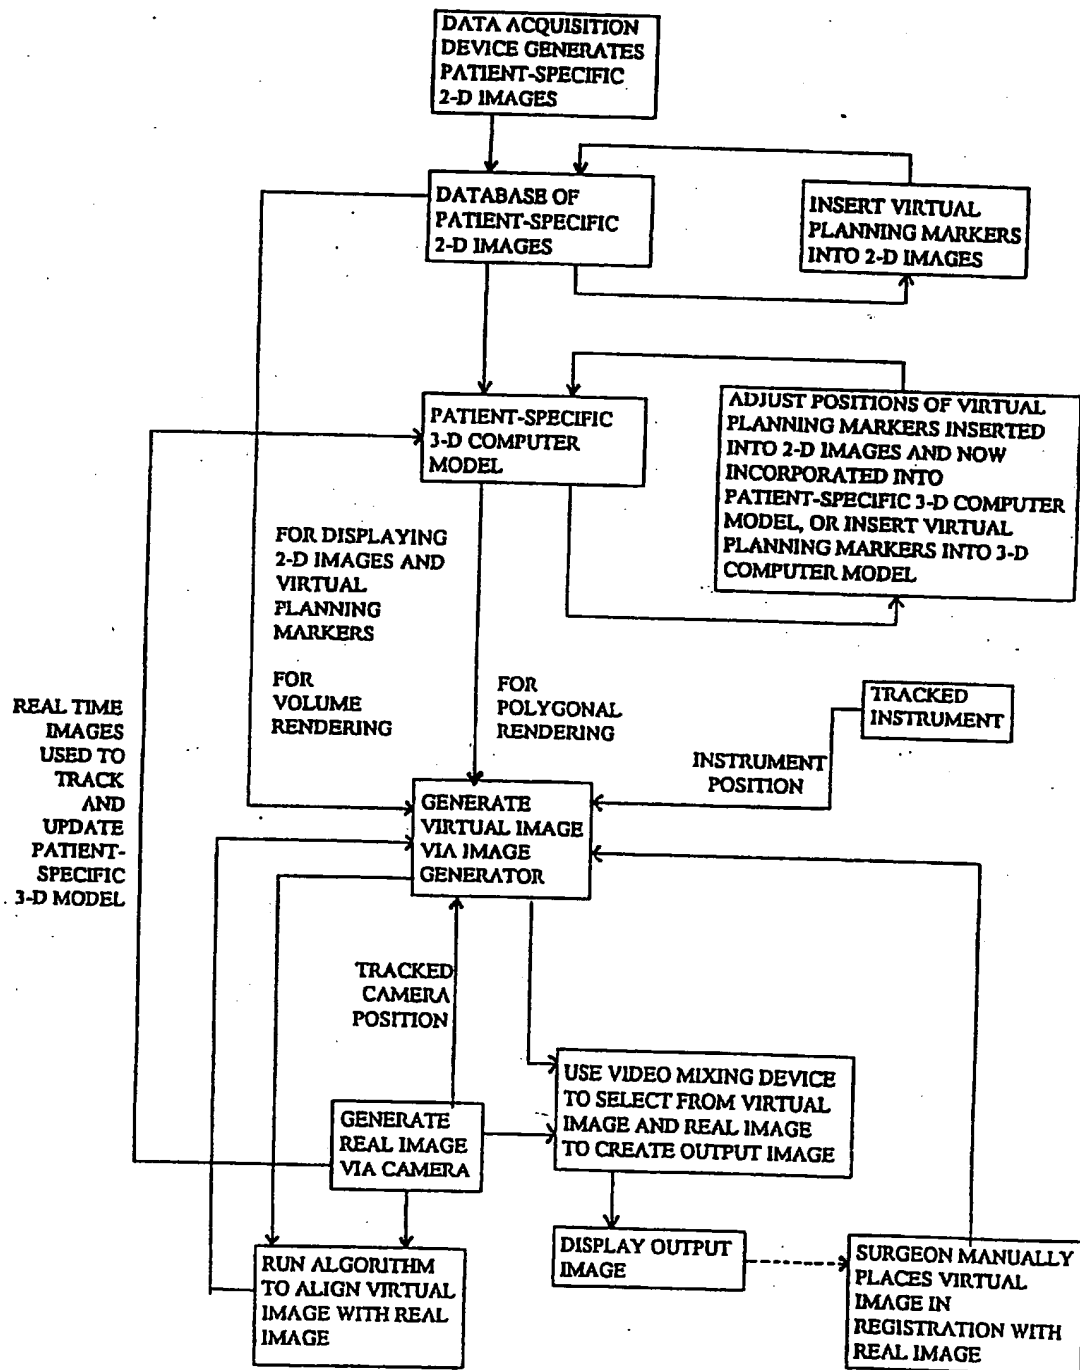 DATA ACQUISITION
DEVICE GENERATES
PATIENT-SPECIFIC
2-D IMAGES
DATABASE OF
PATIENT-SPECIFIC
2-D IMAGES
INSERT VIRTUAL
PLANNING MARKERS
INTO 2-D IMAGES
PATIENT-SPECIFIC
3-D COMPUTER
MODEL
ADJUST POSITIONS OF VIRTUAL
PLANNING MARKERS INSERTED
INTO 2-D IMAGES AND NOW
INCORPORATED INTO
PATIENT-SPECIFIC 3-D COMPUTER
MODEL, OR INSERT VIRTUAL
PLANNING MARKERS INTO 3-D
COMPUTER MODEL
FOR DISPLAYING
2-D IMAGES AND
VIRTUAL
PLANNING
MARKERS
FOR
VOLUME
RENDERING
FOR
POLYGONAL
RENDERING
TRACKED
INSTRUMENT
INSTRUMENT
POSITION
REAL TIME
IMAGES
USED TO
TRACK
AND
UPDATE
PATIENT-
SPECIFIC
3-D MODEL
GENERATE
VIRTUAL IMAGE
VIA IMAGE
GENERATOR
TRACKED
CAMERA
POSITION
USE VIDEO MIXING DEVICE
TO SELECT FROM VIRTUAL
IMAGE AND REAL IMAGE
TO CREATE OUTPUT IMAGE
GENERATE
REAL IMAGE
VIA CAMERA
RUN ALGORITHM
TO ALIGN VIRTUAL
IMAGE WITH REAL
IMAGE
DISPLAY OUTPUT
IMAGE
SURGEON MANUALLY
PLACES VIRTUAL
IMAGE IN
REGISTRATION WITH
REAL IMAGE